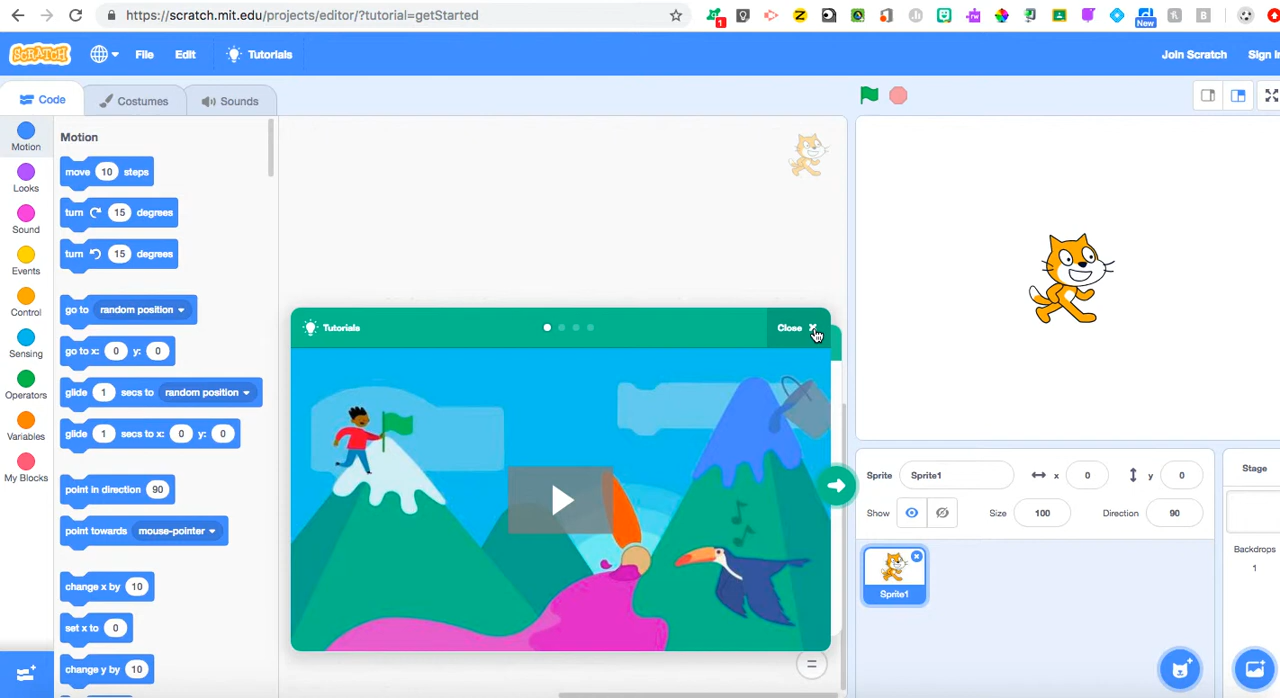 https://scratch.mit.edu/projects/editor/?tutorial=getStarted
1
New
SCRATCH
File
Edit
Tutorials
Join Scratch
Sign in
Code
Costumes
Sounds
Motion
Looks
Sound
Events
Control
Sensing
Operators
Variables
My Blocks
Motion
move 10 steps
turn 15 degrees
turn 15 degrees
go to random position
go to x: 0 y: 0
glide 1 secs to random position
glide 1 secs to x: 0 y: 0
point in direction 90
point towards mouse-pointer
change x by 10
set x to 0
change y by 10
Tutorials
Close
Sprite Sprite1 x 0 y 0
Show Size 100 Direction 90
Sprite1
Stage
Backdrops
1